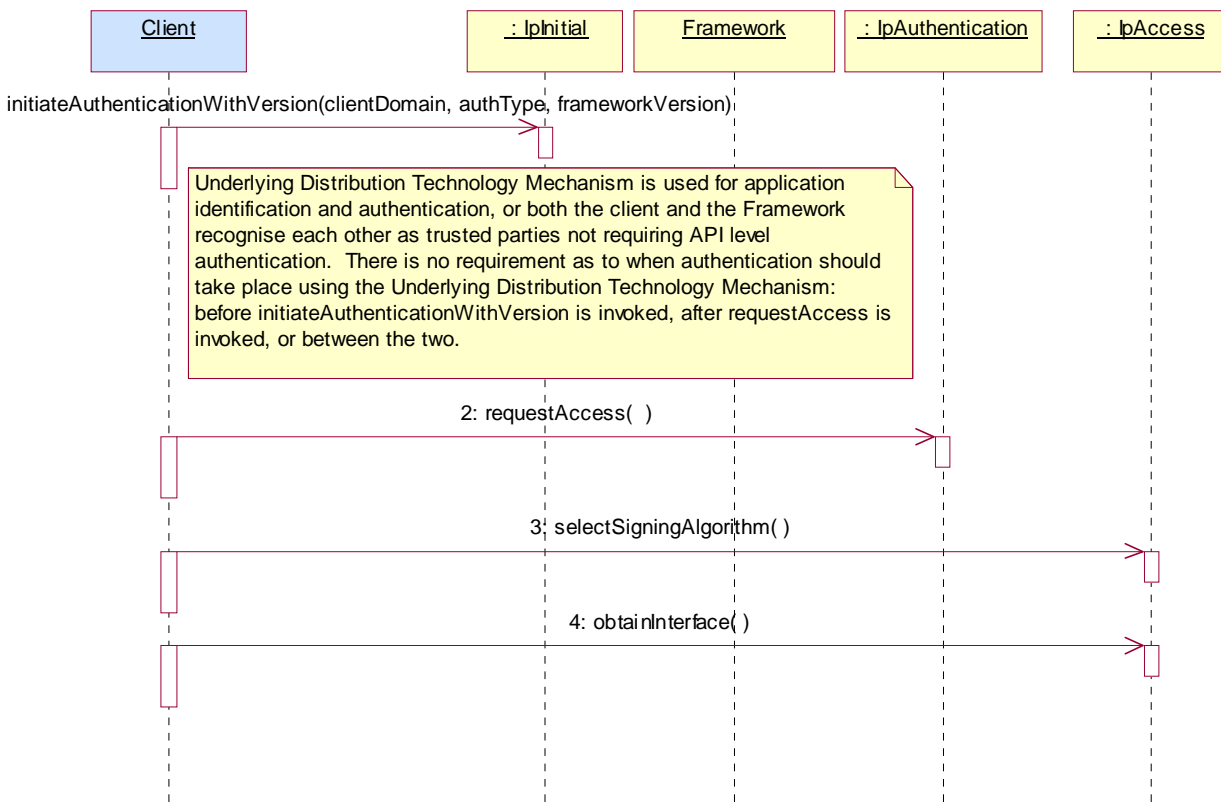 Client
: IpInitial
Framework
: IpAuthentication
: IpAccess
initiateAuthenticationWithVersion(clientDomain, authType, frameworkVersion)
Underlying Distribution Technology Mechanism is used for application
identification and authentication, or both the client and the Framework
recognise each other as trusted parties not requiring API level
authentication.  There is no requirement as to when authentication should
take place using the Underlying Distribution Technology Mechanism:
before initiateAuthenticationWithVersion is invoked, after requestAccess is
invoked, or between the two.
2: requestAccess(  )
3: selectSigningAlgorithm( )
4: obtainInterface( )